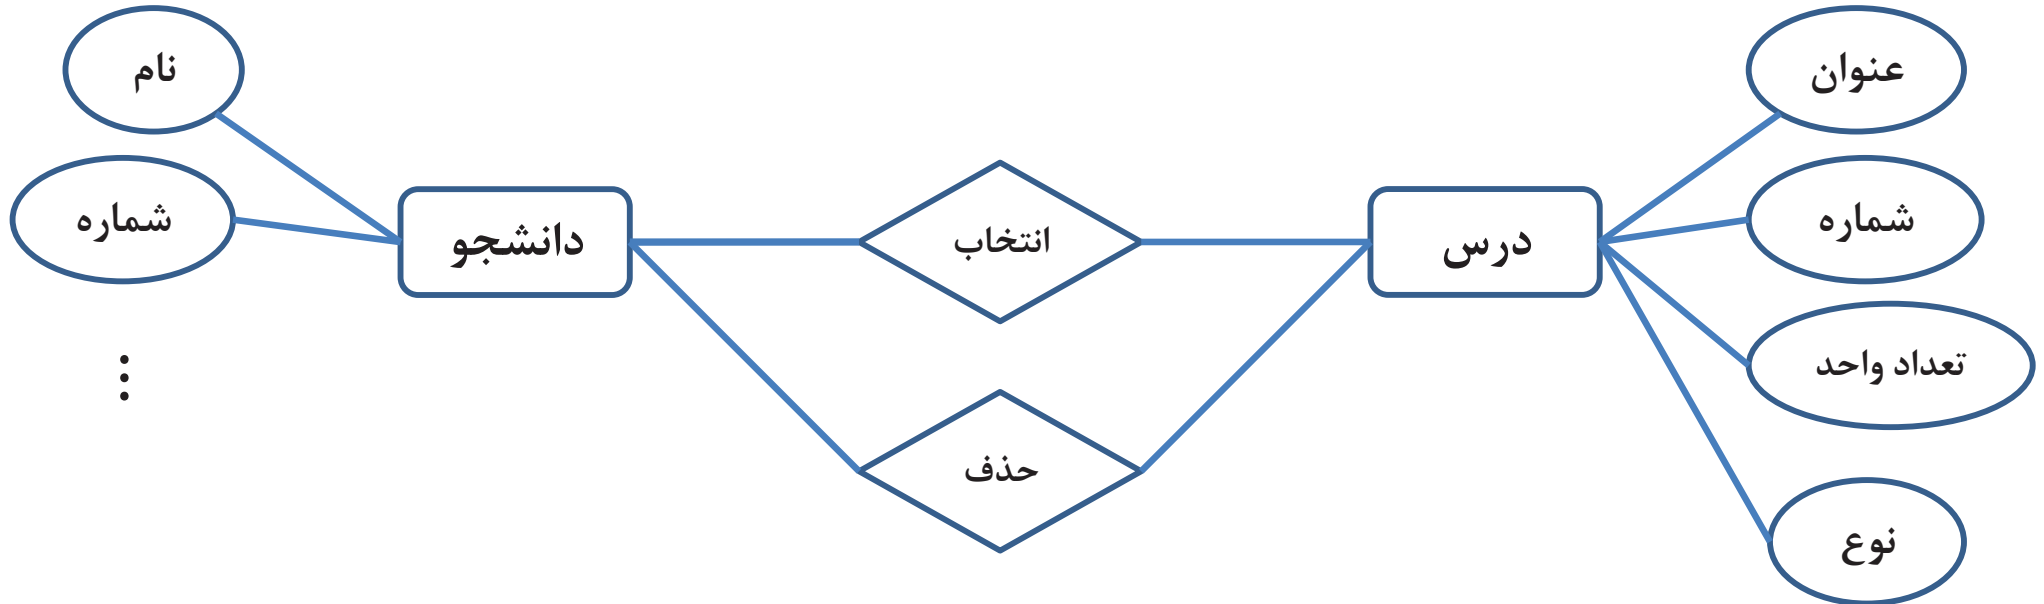 عنوان
نام
شماره
شماره
درس
انتخاب
دانشجو
تعداد واحد
حذف
نوع